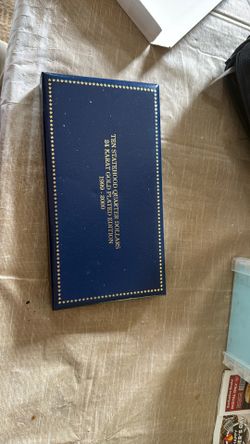 TEN STATEHOOD QUARTER DOLLARS
24 KARAT GOLD PLATED EDITION
1999 - 2000